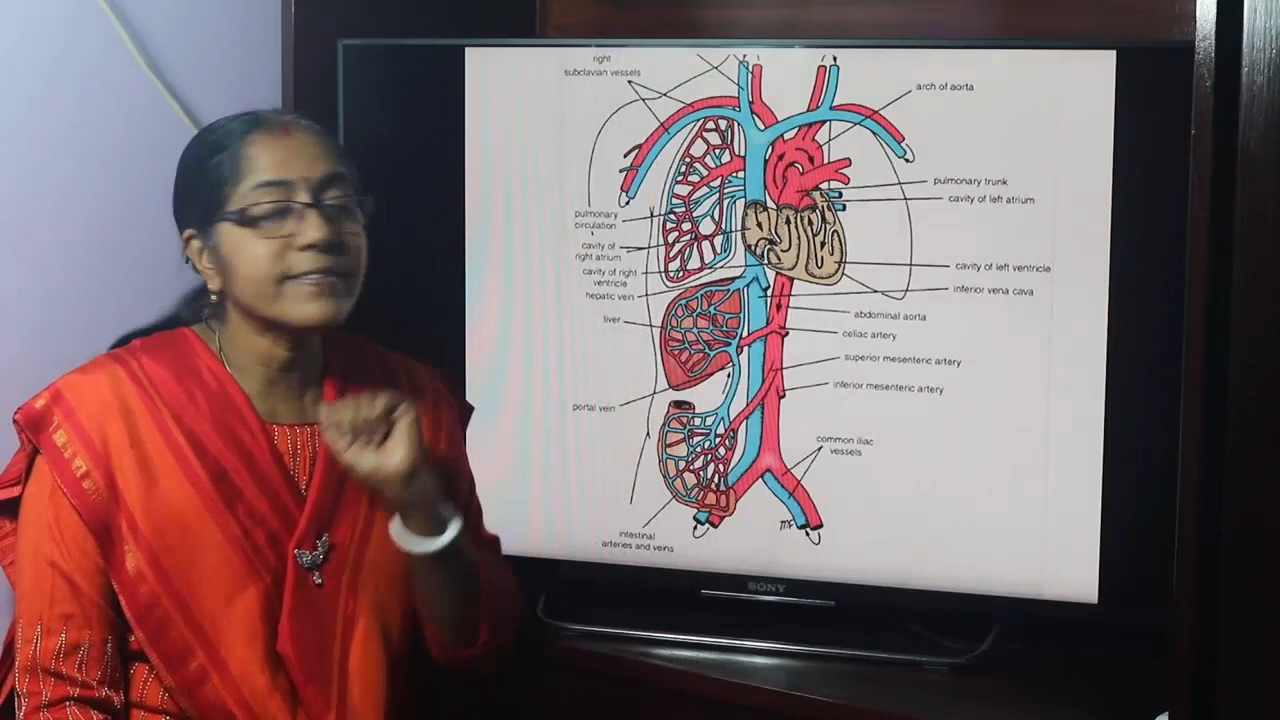 right
subclavian vessels
arch of aorta
pulmonary trunk
cavity of left atrium
pulmonary
circulation
cavity of
right atrium
cavity of right
ventricle
hepatic vein
liver
cavity of left ventricle
inferior vena cava
abdominal aorta
celiac artery
superior mesenteric artery
inferior mesenteric artery
portal vein
common iliac
vessels
intestinal
arteries and veins
SONY